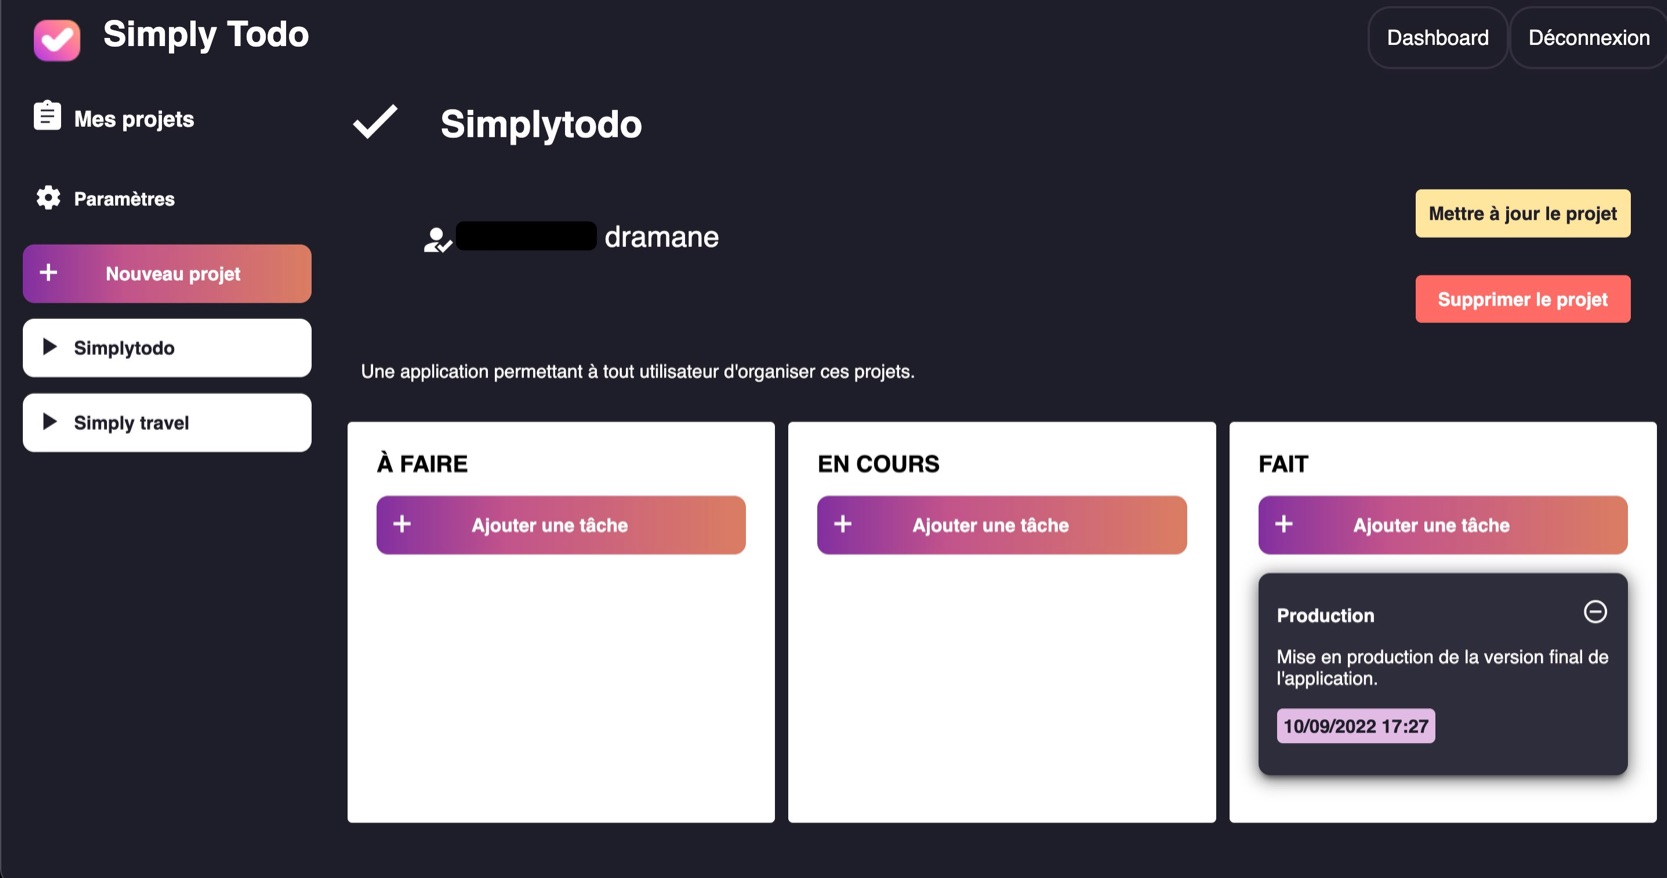 Simply Todo
Dashboard
Déconnexion
Mes projets
Paramètres
Nouveau projet
Simplytodo
Simply travel
Simplytodo
dramane
Mettre à jour le projet
Supprimer le projet
Une application permettant à tout utilisateur d'organiser ces projets.
À FAIRE
Ajouter une tâche
EN COURS
Ajouter une tâche
FAIT
Ajouter une tâche
Production
Mise en production de la version final de
l'application.
10/09/2022 17:27